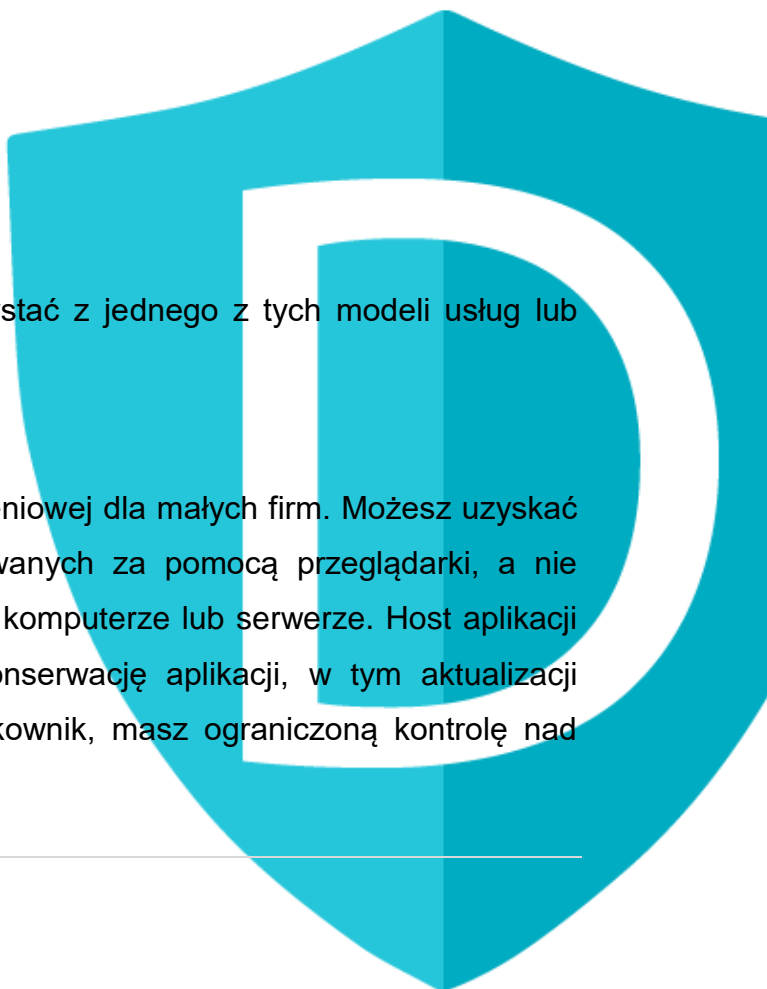 stać z jednego z tych modeli usług lub
eniowej dla małych firm. Możesz uzyskać
wanych za pomocą przeglądarki, a nie
komputerze lub serwerze. Host aplikacji
onserwację aplikacji, w tym aktualizacji
kownik, masz ograniczoną kontrolę nad
D